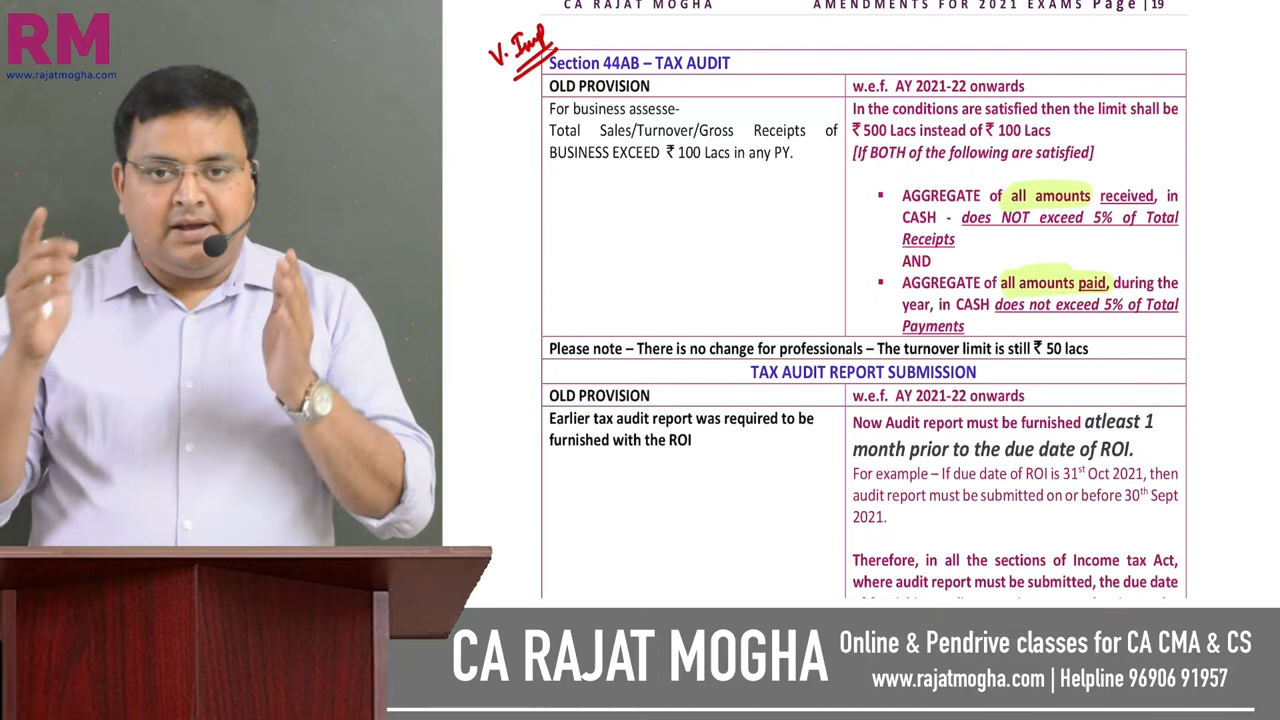 CA RAJAT MOGHA AMENDMENTS FOR 2021 EXAMS Page |19
RM
www.rajatmogha.com
V. Imp
Section 44AB – TAX AUDIT
OLD PROVISION
For business assesse-
Total Sales/Turnover/Gross Receipts of
BUSINESS EXCEED ₹ 100 Lacs in any PY.
w.e.f. AY 2021-22 onwards
In the conditions are satisfied then the limit shall be
₹ 500 Lacs instead of ₹ 100 Lacs
[If BOTH of the following are satisfied]
▪ AGGREGATE of all amounts received, in
CASH - does NOT exceed 5% of Total
Receipts
AND
▪ AGGREGATE of all amounts paid, during the
year, in CASH does not exceed 5% of Total
Payments
Please note – There is no change for professionals – The turnover limit is still ₹ 50 lacs
TAX AUDIT REPORT SUBMISSION
OLD PROVISION
Earlier tax audit report was required to be
furnished with the ROI
w.e.f. AY 2021-22 onwards
Now Audit report must be furnished atleast 1
month prior to the due date of ROI.
For example – If due date of ROI is 31st Oct 2021, then
audit report must be submitted on or before 30th Sept
2021.
Therefore, in all the sections of Income tax Act,
where audit report must be submitted, the due date
CA RAJAT MOGHA
Online & Pendrive classes for CA CMA & CS
www.rajatmogha.com | Helpline 96906 91957